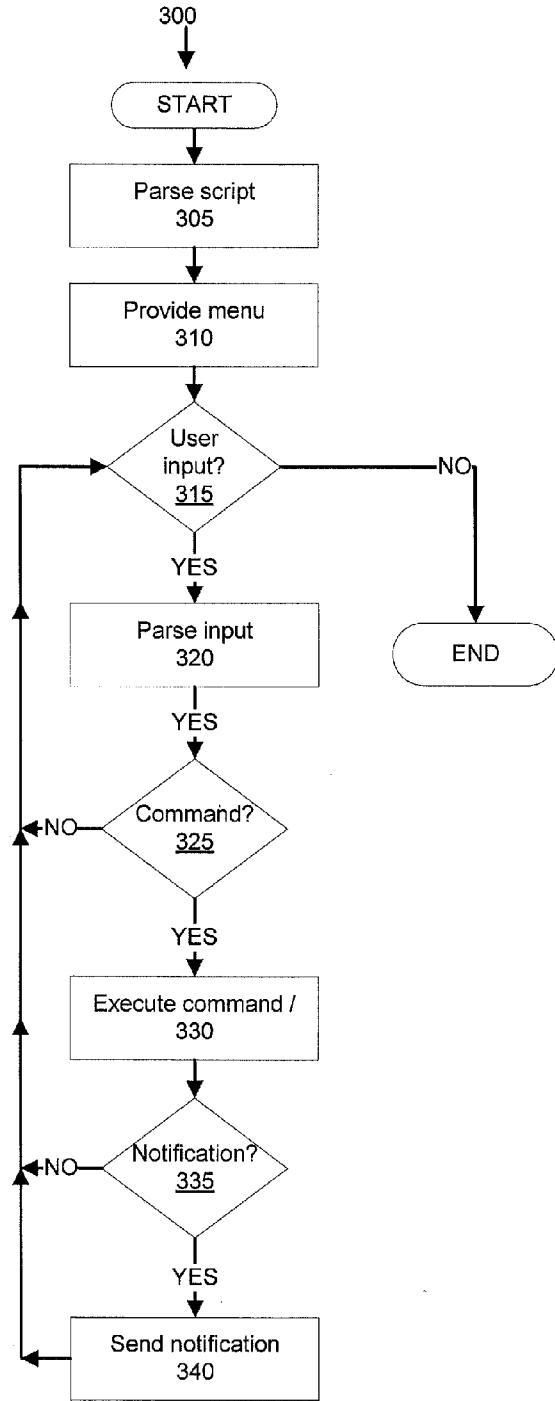 300
START
Parse script
305
Provide menu
310
User
input?
315
NO
YES
Parse input
320
END
YES
Command?
325
NO
YES
Execute command /
330
Notification?
335
NO
YES
Send notification
340